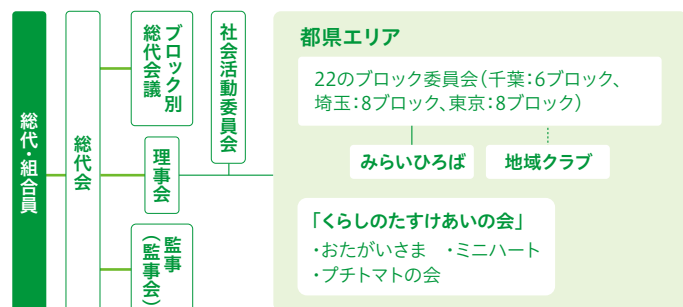 総代・組合員
総代会
ブロック別
総代会議
理事会
監事
（監事会）
社会活動委員会
都県エリア
22のブロック委員会（千葉：6ブロック、
埼玉：8ブロック、東京：8ブロック）
みらいひろば
地域クラブ
「くらしのたすけあいの会」
・おたがいさま ・ミニハート
・プチトマトの会